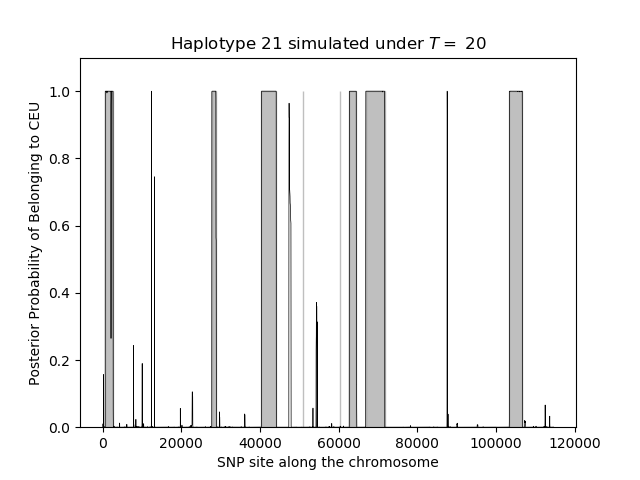 Haplotype 21 simulated under T = 20
Posterior Probability of Belonging to CEU
1.0
0.8
0.6
0.4
0.2
0.0
0 20000 40000 60000 80000 100000 120000
SNP site along the chromosome